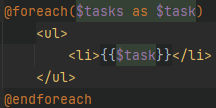 @foreach($tasks as $task)
<ul>
<li>{{$task}}</li>
</ul>
@endforeach